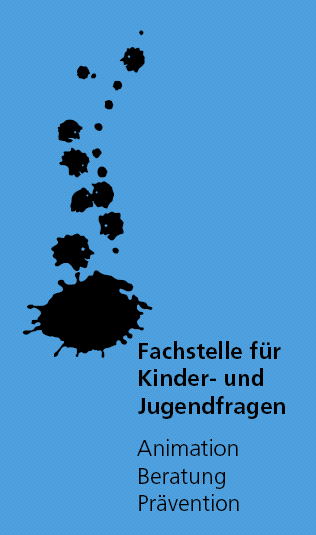 Fachstelle für
Kinder- und
Jugendfragen
Animation
Beratung
Prävention